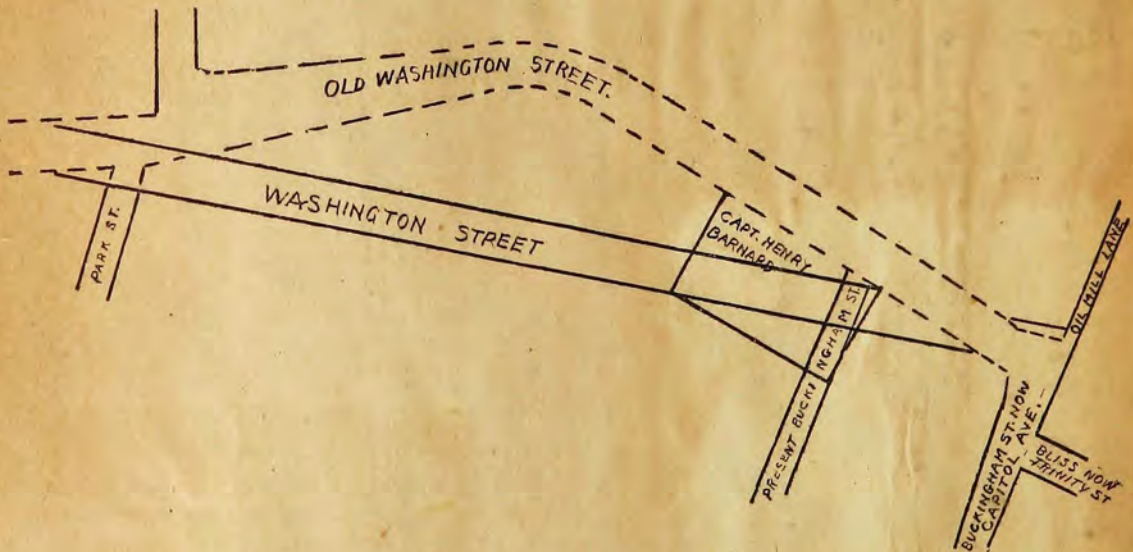 OLD WASHINGTON STREET.
WASHINGTON STREET
PARK ST.
CAPT. HENRY
BARNARD
PRESENT BUCKINGHAM ST.
OIL MILL LANE
BUCKINGHAM ST. NOW
CAPITOL AVE.
BLISS NOW
TRINITY ST